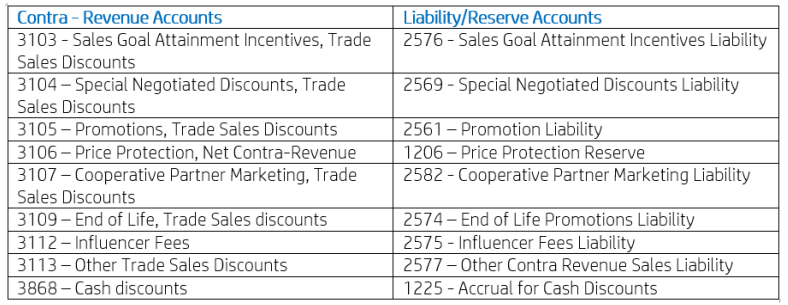 Contra - Revenue Accounts
Liability/Reserve Accounts
3103 - Sales Goal Attainment Incentives, Trade
Sales Discounts
2576 - Sales Goal Attainment Incentives Liability
3104 – Special Negotiated Discounts, Trade
Sales Discounts
2569 - Special Negotiated Discounts Liability
3105 – Promotions, Trade Sales Discounts
2561 – Promotion Liability
3106 – Price Protection, Net Contra-Revenue
1206 – Price Protection Reserve
3107 – Cooperative Partner Marketing, Trade
Sales Discounts
2582 - Cooperative Partner Marketing Liability
3109 – End of Life, Trade Sales discounts
2574 – End of Life Promotions Liability
3112 – Influencer Fees
2575 - Influencer Fees Liability
3113 – Other Trade Sales Discounts
2577 – Other Contra Revenue Sales Liability
3868 – Cash discounts
1225 - Accrual for Cash Discounts